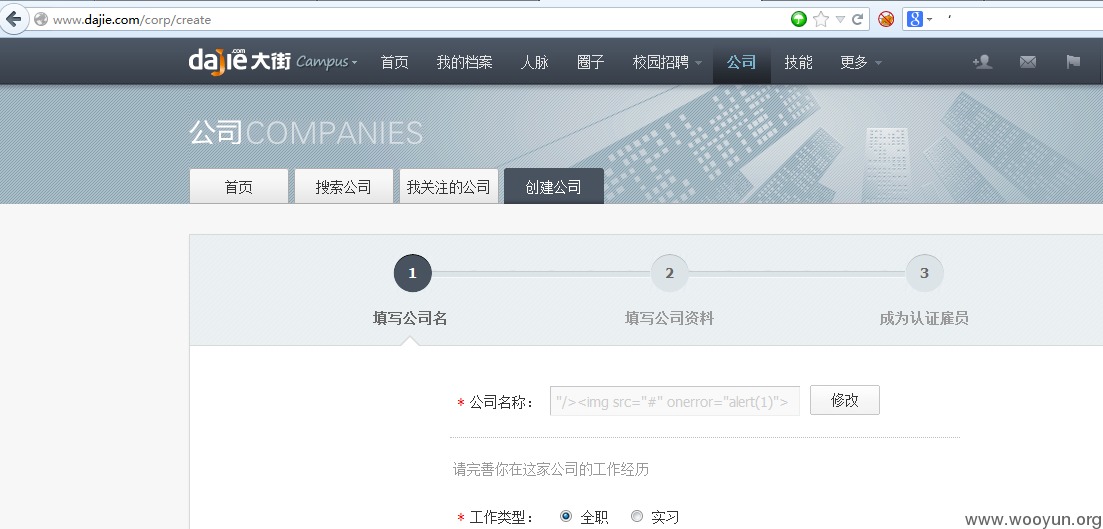 www.dajie.com/corp/create
dajie.com大街 Campus 首页 我的档案 人脉 圈子 校园招聘 公司 技能 更多
公司COMPANIES
首页 搜索公司 我关注的公司 创建公司
1 2 3
填写公司名 填写公司资料 成为认证雇员
* 公司名称： "/><img src="#" onerror="alert(1)"> 修改
请完善你在这家公司的工作经历
* 工作类型： 全职 实习
www.wooyun.org